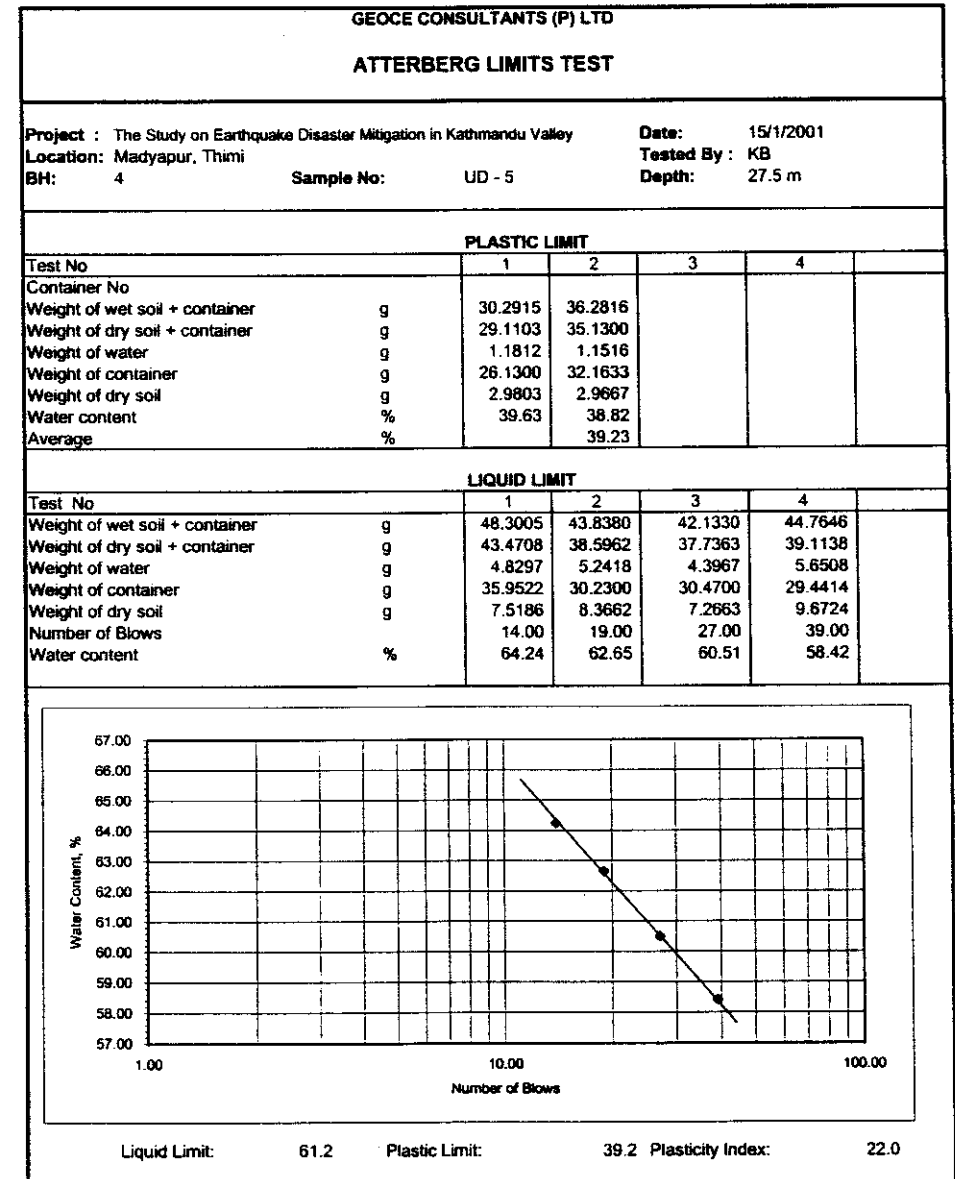 GEOCE CONSULTANTS (P) LTD
ATTERBERG LIMITS TEST
Project : The Study on Earthquake Disaster Mitigation in Kathmandu Valley Date: 15/1/2001
Location: Madyapur, Thimi Tested By : KB
BH: 4 Sample No: UD - 5 Depth: 27.5 m
PLASTIC LIMIT
Test No 1 2 3 4
Container No
Weight of wet soil + container g 30.2915 36.2816
Weight of dry soil + container g 29.1103 35.1300
Weight of water g 1.1812 1.1516
Weight of container g 26.1300 32.1633
Weight of dry soil g 2.9803 2.9667
Water content % 39.63 38.82
Average % 39.23
LIQUID LIMIT
Test No 1 2 3 4
Weight of wet soil + container g 48.3005 43.8380 42.1330 44.7646
Weight of dry soil + container g 43.4708 38.5962 37.7363 39.1138
Weight of water g 4.8297 5.2418 4.3967 5.6508
Weight of container g 35.9522 30.2300 30.4700 29.4414
Weight of dry soil g 7.5186 8.3662 7.2663 9.6724
Number of Blows 14.00 19.00 27.00 39.00
Water content % 64.24 62.65 60.51 58.42
67.00
66.00
65.00
64.00
63.00
62.00
61.00
60.00
59.00
58.00
57.00
Water Content, %
1.00 10.00 100.00
Number of Blows
Liquid Limit: 61.2 Plastic Limit: 39.2 Plasticity Index: 22.0